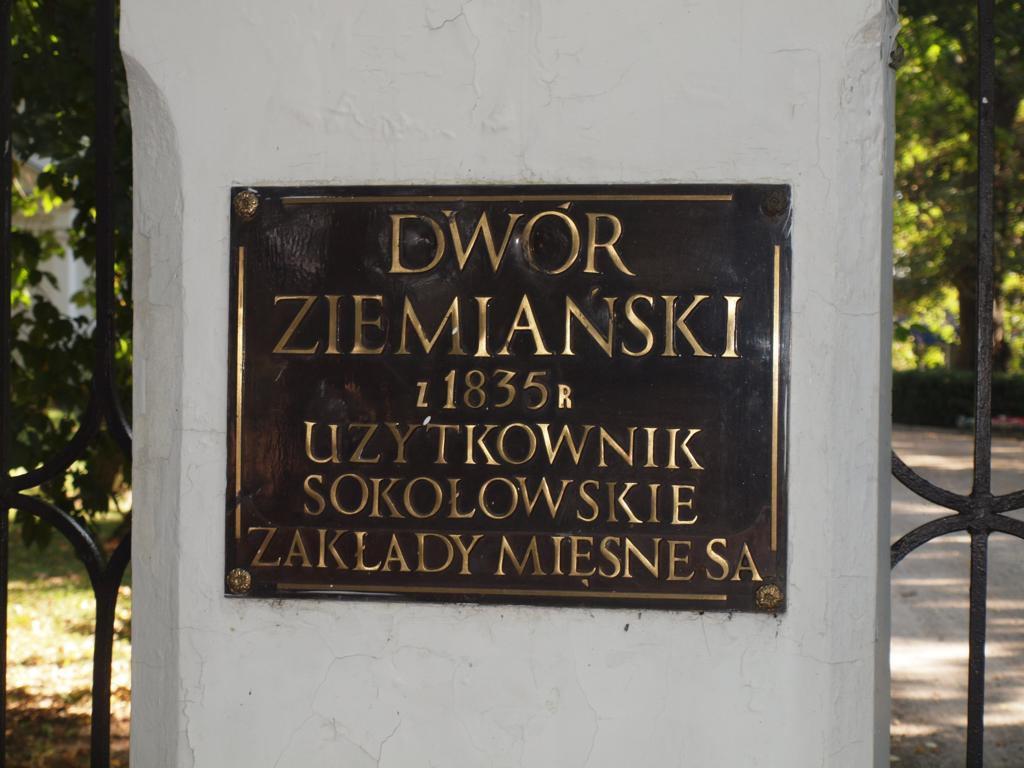 DWÓR
ZIEMIAŃSKI
Z 1835 R
UZYTKOWNIK
SOKOŁOWSKIE
ZAKŁADY MIĘSNE SA